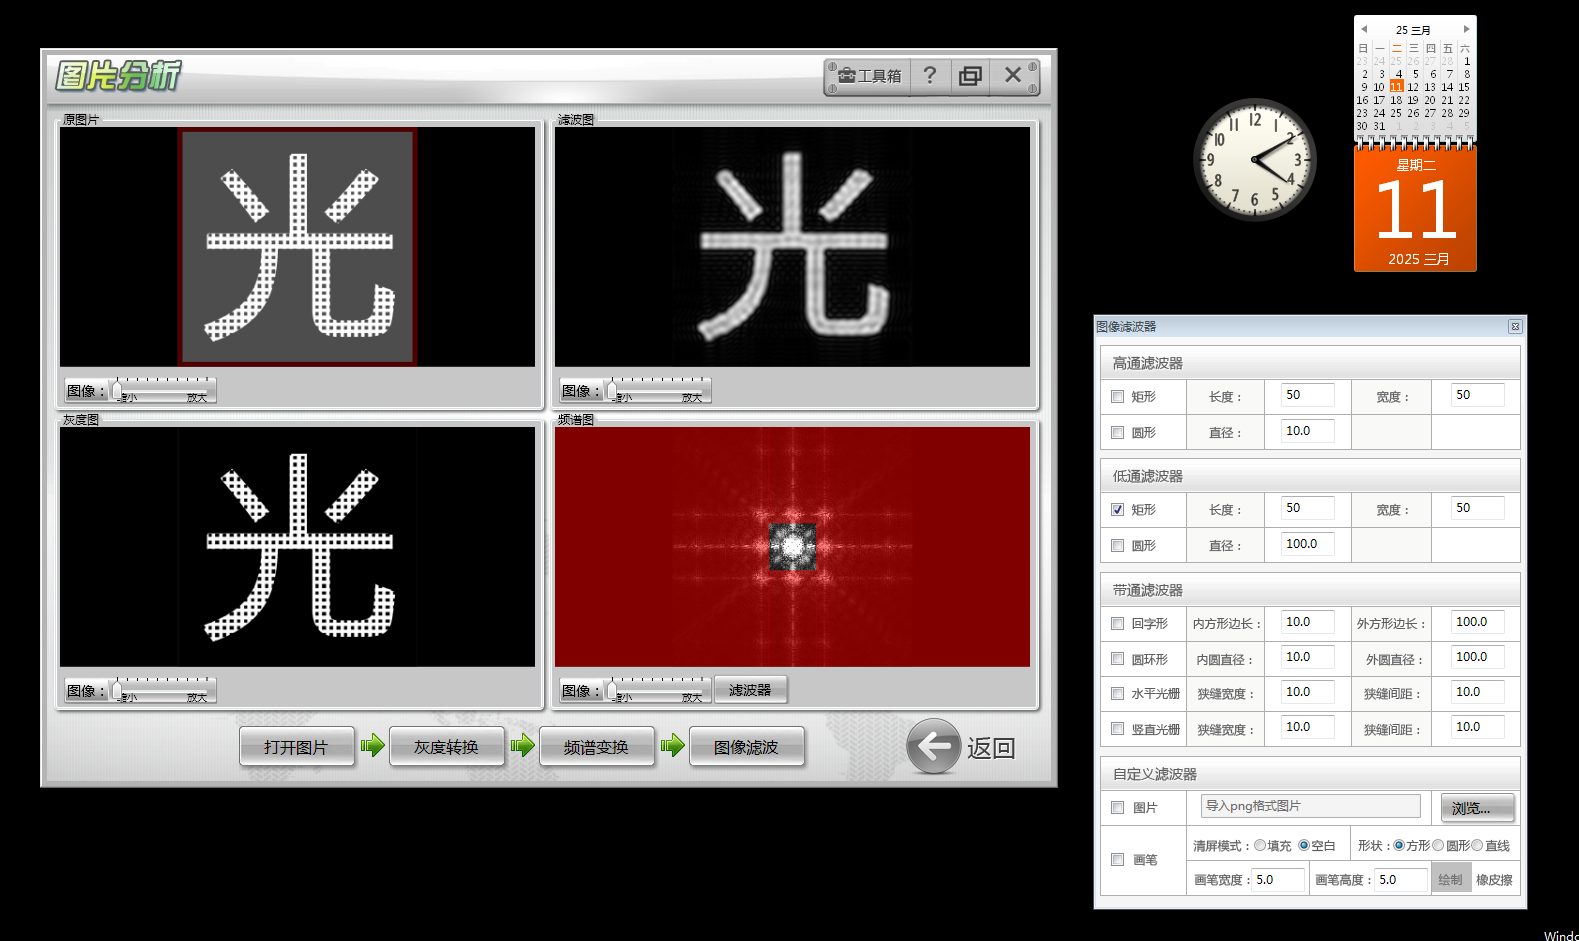 图片分析
工具箱
?
原图片
滤波图
光
光
图像：
缩小
放大
图像：
缩小
放大
灰度图
频谱图
光
图像：
缩小
放大
图像：
缩小
放大
滤波器
打开图片
灰度转换
频谱变换
图像滤波
返回
12
1
2
3
4
5
6
7
8
9
10
11
25 三月
日 一 二 三 四 五 六
23 24 25 26 27 28 1
2 3 4 5 6 7 8
9 10 11 12 13 14 15
16 17 18 19 20 21 22
23 24 25 26 27 28 29
30 31 1 2 3 4 5
星期二
11
2025 三月
图像滤波器
高通滤波器
矩形 长度： 50 宽度： 50
圆形 直径： 10.0
低通滤波器
矩形 长度： 50 宽度： 50
圆形 直径： 100.0
带通滤波器
回字形 内方形边长： 10.0 外方形边长： 100.0
圆环形 内圆直径： 10.0 外圆直径： 100.0
水平光栅 狭缝宽度： 10.0 狭缝间距： 10.0
竖直光栅 狭缝宽度： 10.0 狭缝间距： 10.0
自定义滤波器
图片 导入png格式图片 浏览...
画笔
清屏模式： 填充 空白 形状： 方形 圆形 直线
画笔宽度： 5.0 画笔高度： 5.0 绘制 橡皮擦